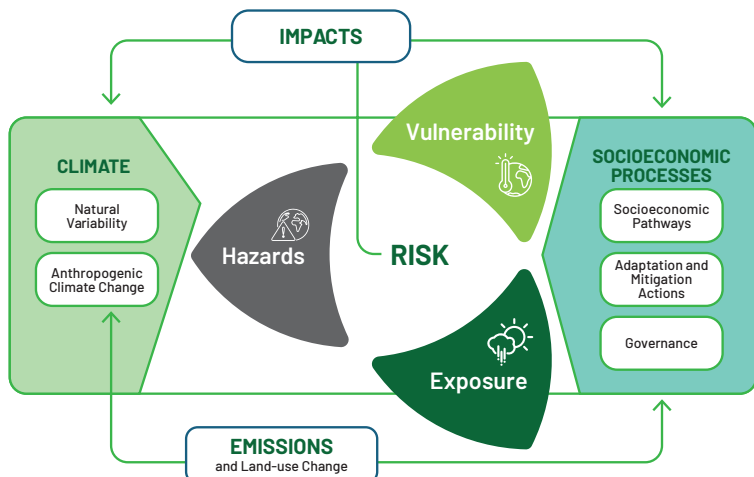 IMPACTS
Vulnerability
CLIMATE
Natural
Variability
Anthropogenic
Climate Change
Hazards
RISK
SOCIOECONOMIC
PROCESSES
Socioeconomic
Pathways
Adaptation and
Mitigation
Actions
Governance
Exposure
EMISSIONS
and Land-use Change